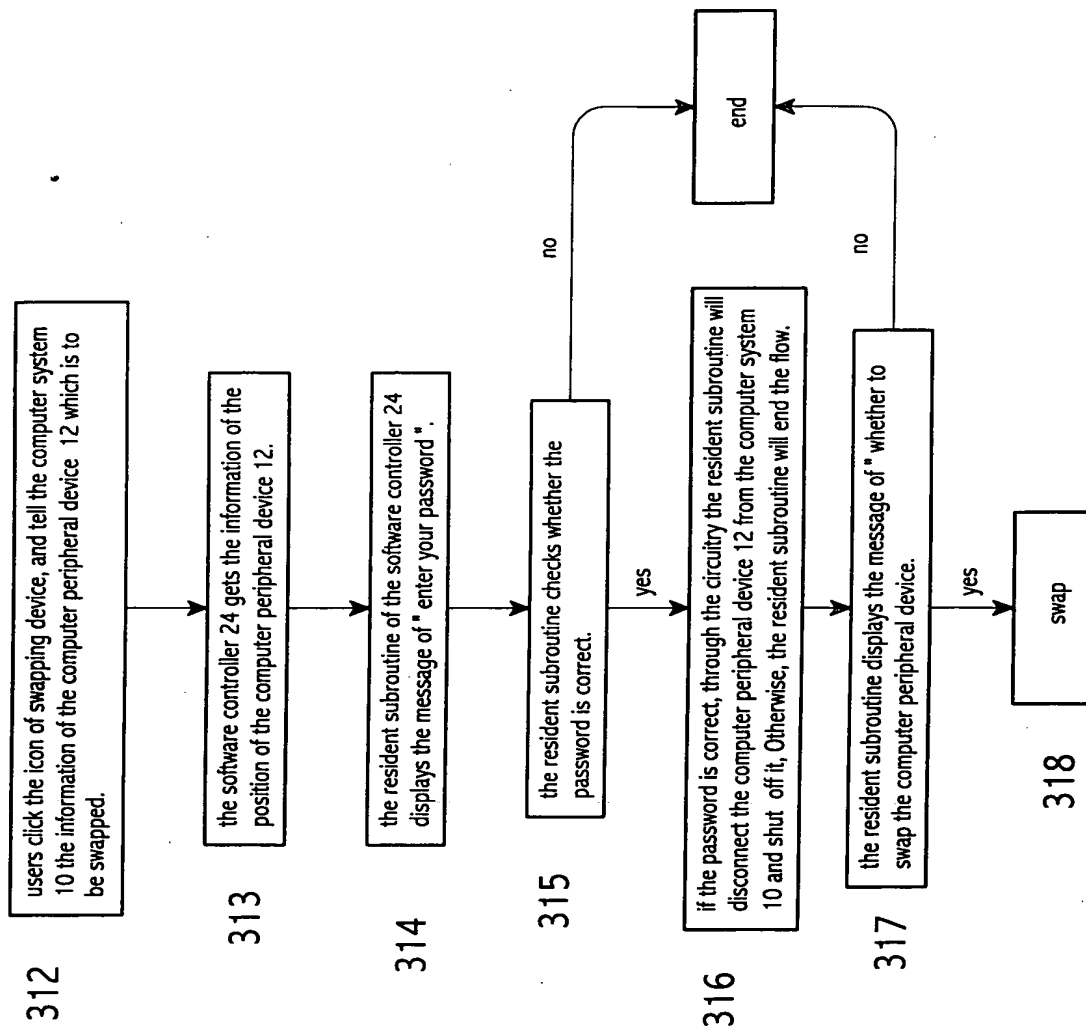 312
users click the icon of swapping device, and tell the computer system
10 the information of the computer peripheral device 12 which is to
be swapped.
313
the software controller 24 gets the information of the
position of the computer peripheral device 12.
314
the resident subroutine of the software controller 24
displays the message of " enter your password ".
315
the resident subroutine checks whether the
password is correct.
no
yes
end
316
if the password is correct, through the circuitry the resident subroutine will
disconnect the computer peripheral device 12 from the computer system
10 and shut off it, Otherwise, the resident subroutine will end the flow.
317
the resident subroutine displays the message of " whether to
swap the computer peripheral device.
no
yes
318
swap